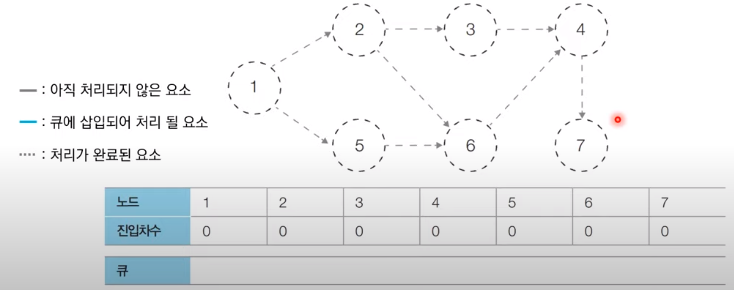 2 3 4
1
5 6 7
: 아직 처리되지 않은 요소
: 큐에 삽입되어 처리 될 요소
: 처리가 완료된 요소
노드 1 2 3 4 5 6 7
진입차수 0 0 0 0 0 0 0
큐